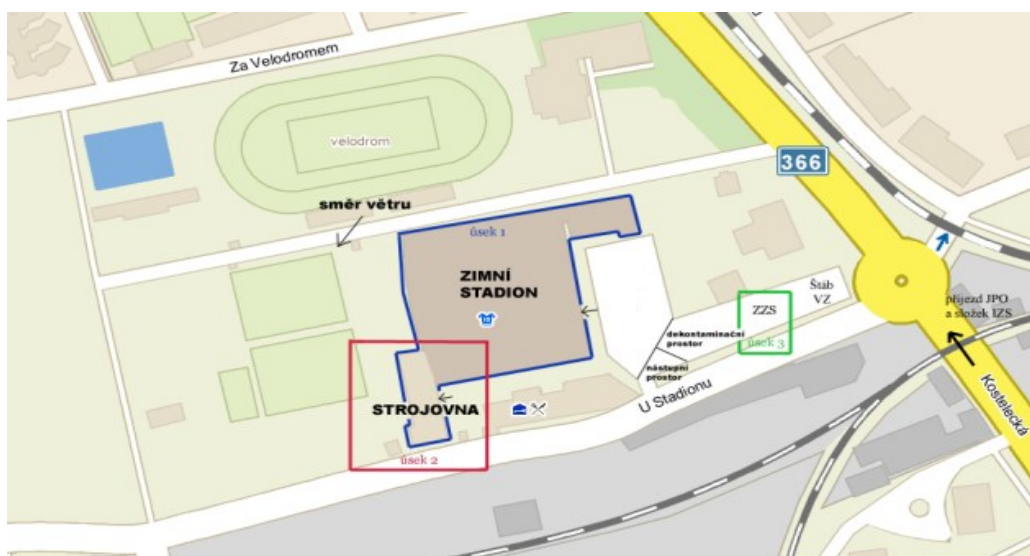 Za Velodromem
velodrom
366
směr větru
úsek 1
ZIMNÍ
STADION
Štáb
VZ
ZZS
příjezd JPO
a složek IZS
dekontaminační
prostor
úsek 3
nástupní
prostor
U Stadionu
Kostelecká
STROJOVNA
úsek 2